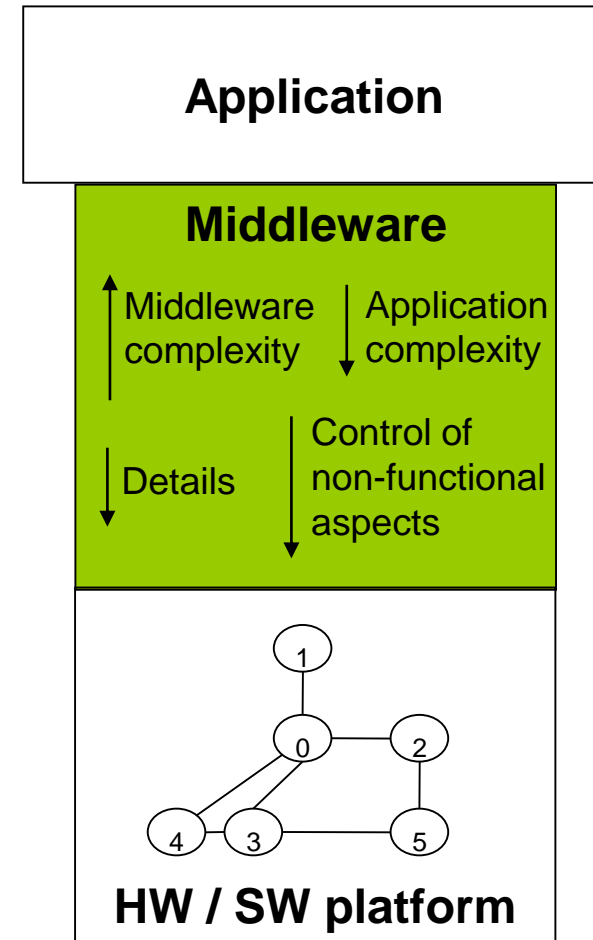 Application
Middleware
Middleware
complexity
Application
complexity
Details
Control of
non-functional
aspects
1
0
2
4
3
5
HW / SW platform